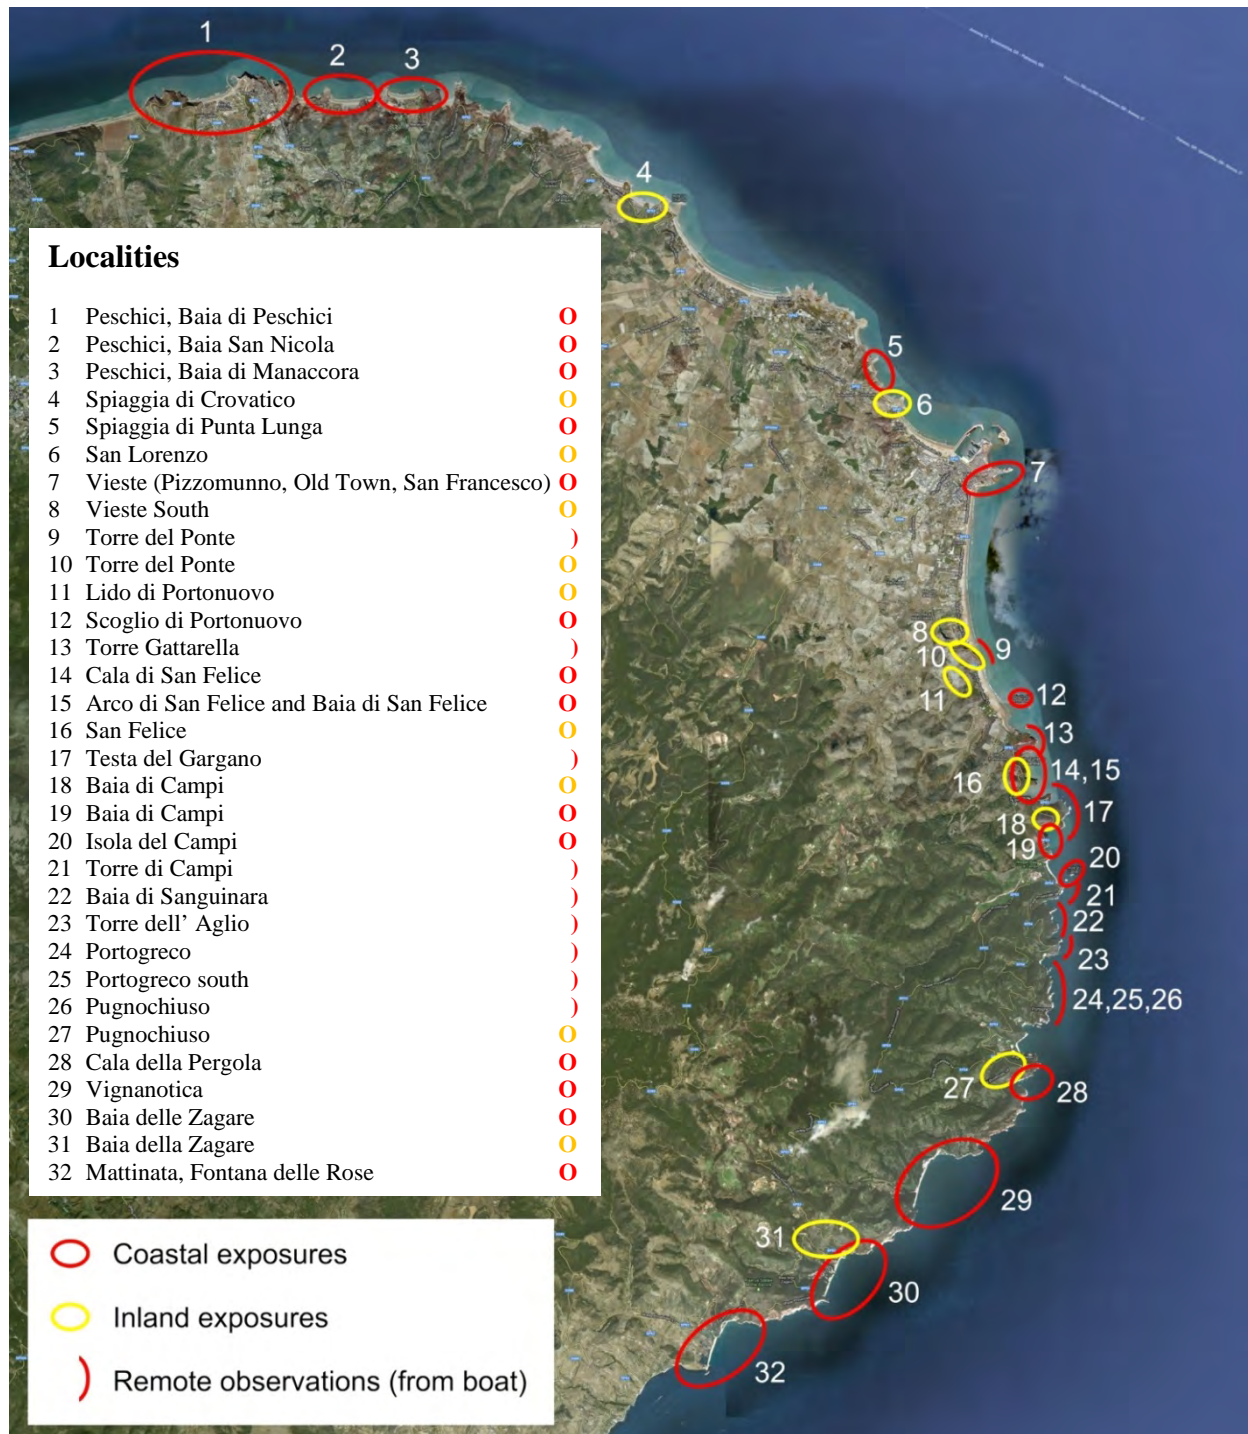 1
2
3
4
Localities
1 Peschici, Baia di Peschici O
2 Peschici, Baia San Nicola O
3 Peschici, Baia di Manaccora O
4 Spiaggia di Crovatico O
5 Spiaggia di Punta Lunga O
6 San Lorenzo O
7 Vieste (Pizzomunno, Old Town, San Francesco) O
8 Vieste South O
9 Torre del Ponte )
10 Torre del Ponte O
11 Lido di Portonuovo O
12 Scoglio di Portonuovo O
13 Torre Gattarella )
14 Cala di San Felice O
15 Arco di San Felice and Baia di San Felice O
16 San Felice O
17 Testa del Gargano )
18 Baia di Campi O
19 Baia di Campi O
20 Isola del Campi O
21 Torre di Campi )
22 Baia di Sanguinara )
23 Torre dell' Aglio )
24 Portogreco )
25 Portogreco south )
26 Pugnochiuso )
27 Pugnochiuso O
28 Cala della Pergola O
29 Vignanotica O
30 Baia delle Zagare O
31 Baia della Zagare O
32 Mattinata, Fontana delle Rose O
5
6
7
8
9
10
11
12
13
14,15
16
17
18
19
20
21
22
23
24,25,26
27
28
29
31
30
32
Coastal exposures
Inland exposures
Remote observations (from boat)